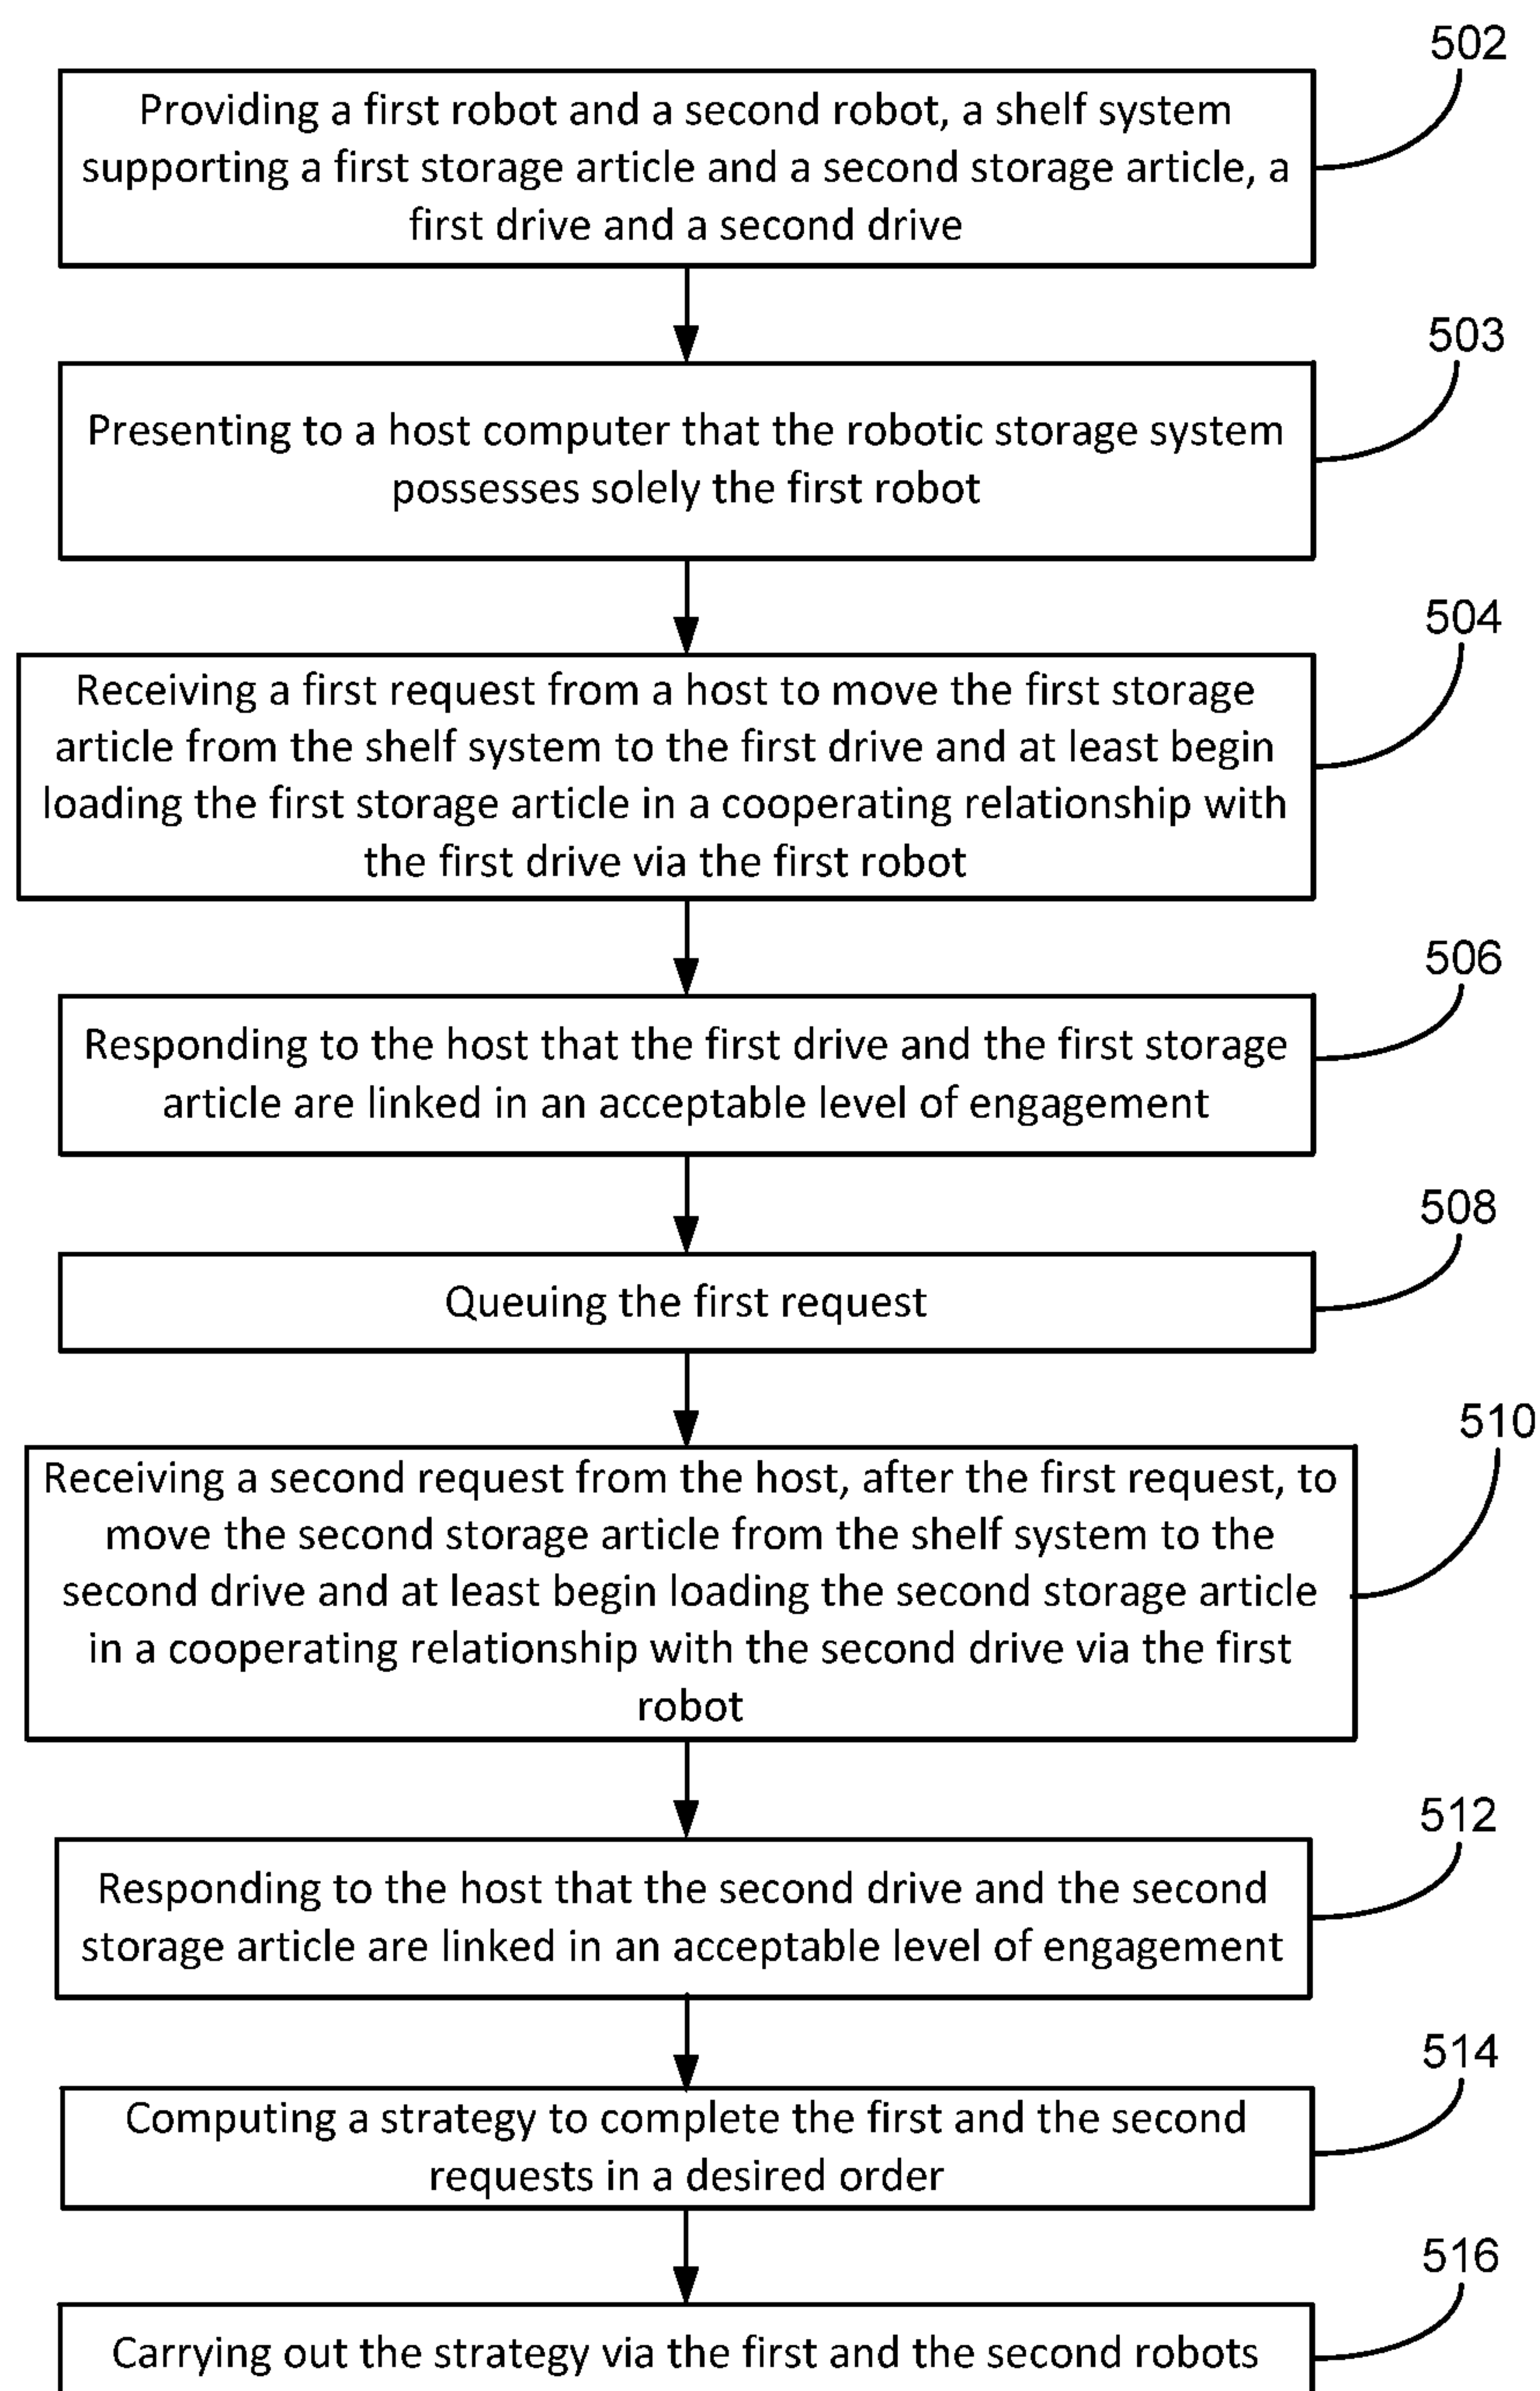 502
Providing a first robot and a second robot, a shelf system
supporting a first storage article and a second storage article, a
first drive and a second drive
503
Presenting to a host computer that the robotic storage system
possesses solely the first robot
504
Receiving a first request from a host to move the first storage
article from the shelf system to the first drive and at least begin
loading the first storage article in a cooperating relationship with
the first drive via the first robot
506
Responding to the host that the first drive and the first storage
article are linked in an acceptable level of engagement
508
Queuing the first request
510
Receiving a second request from the host, after the first request, to
move the second storage article from the shelf system to the
second drive and at least begin loading the second storage article
in a cooperating relationship with the second drive via the first
robot
512
Responding to the host that the second drive and the second
storage article are linked in an acceptable level of engagement
514
Computing a strategy to complete the first and the second
requests in a desired order
516
Carrying out the strategy via the first and the second robots